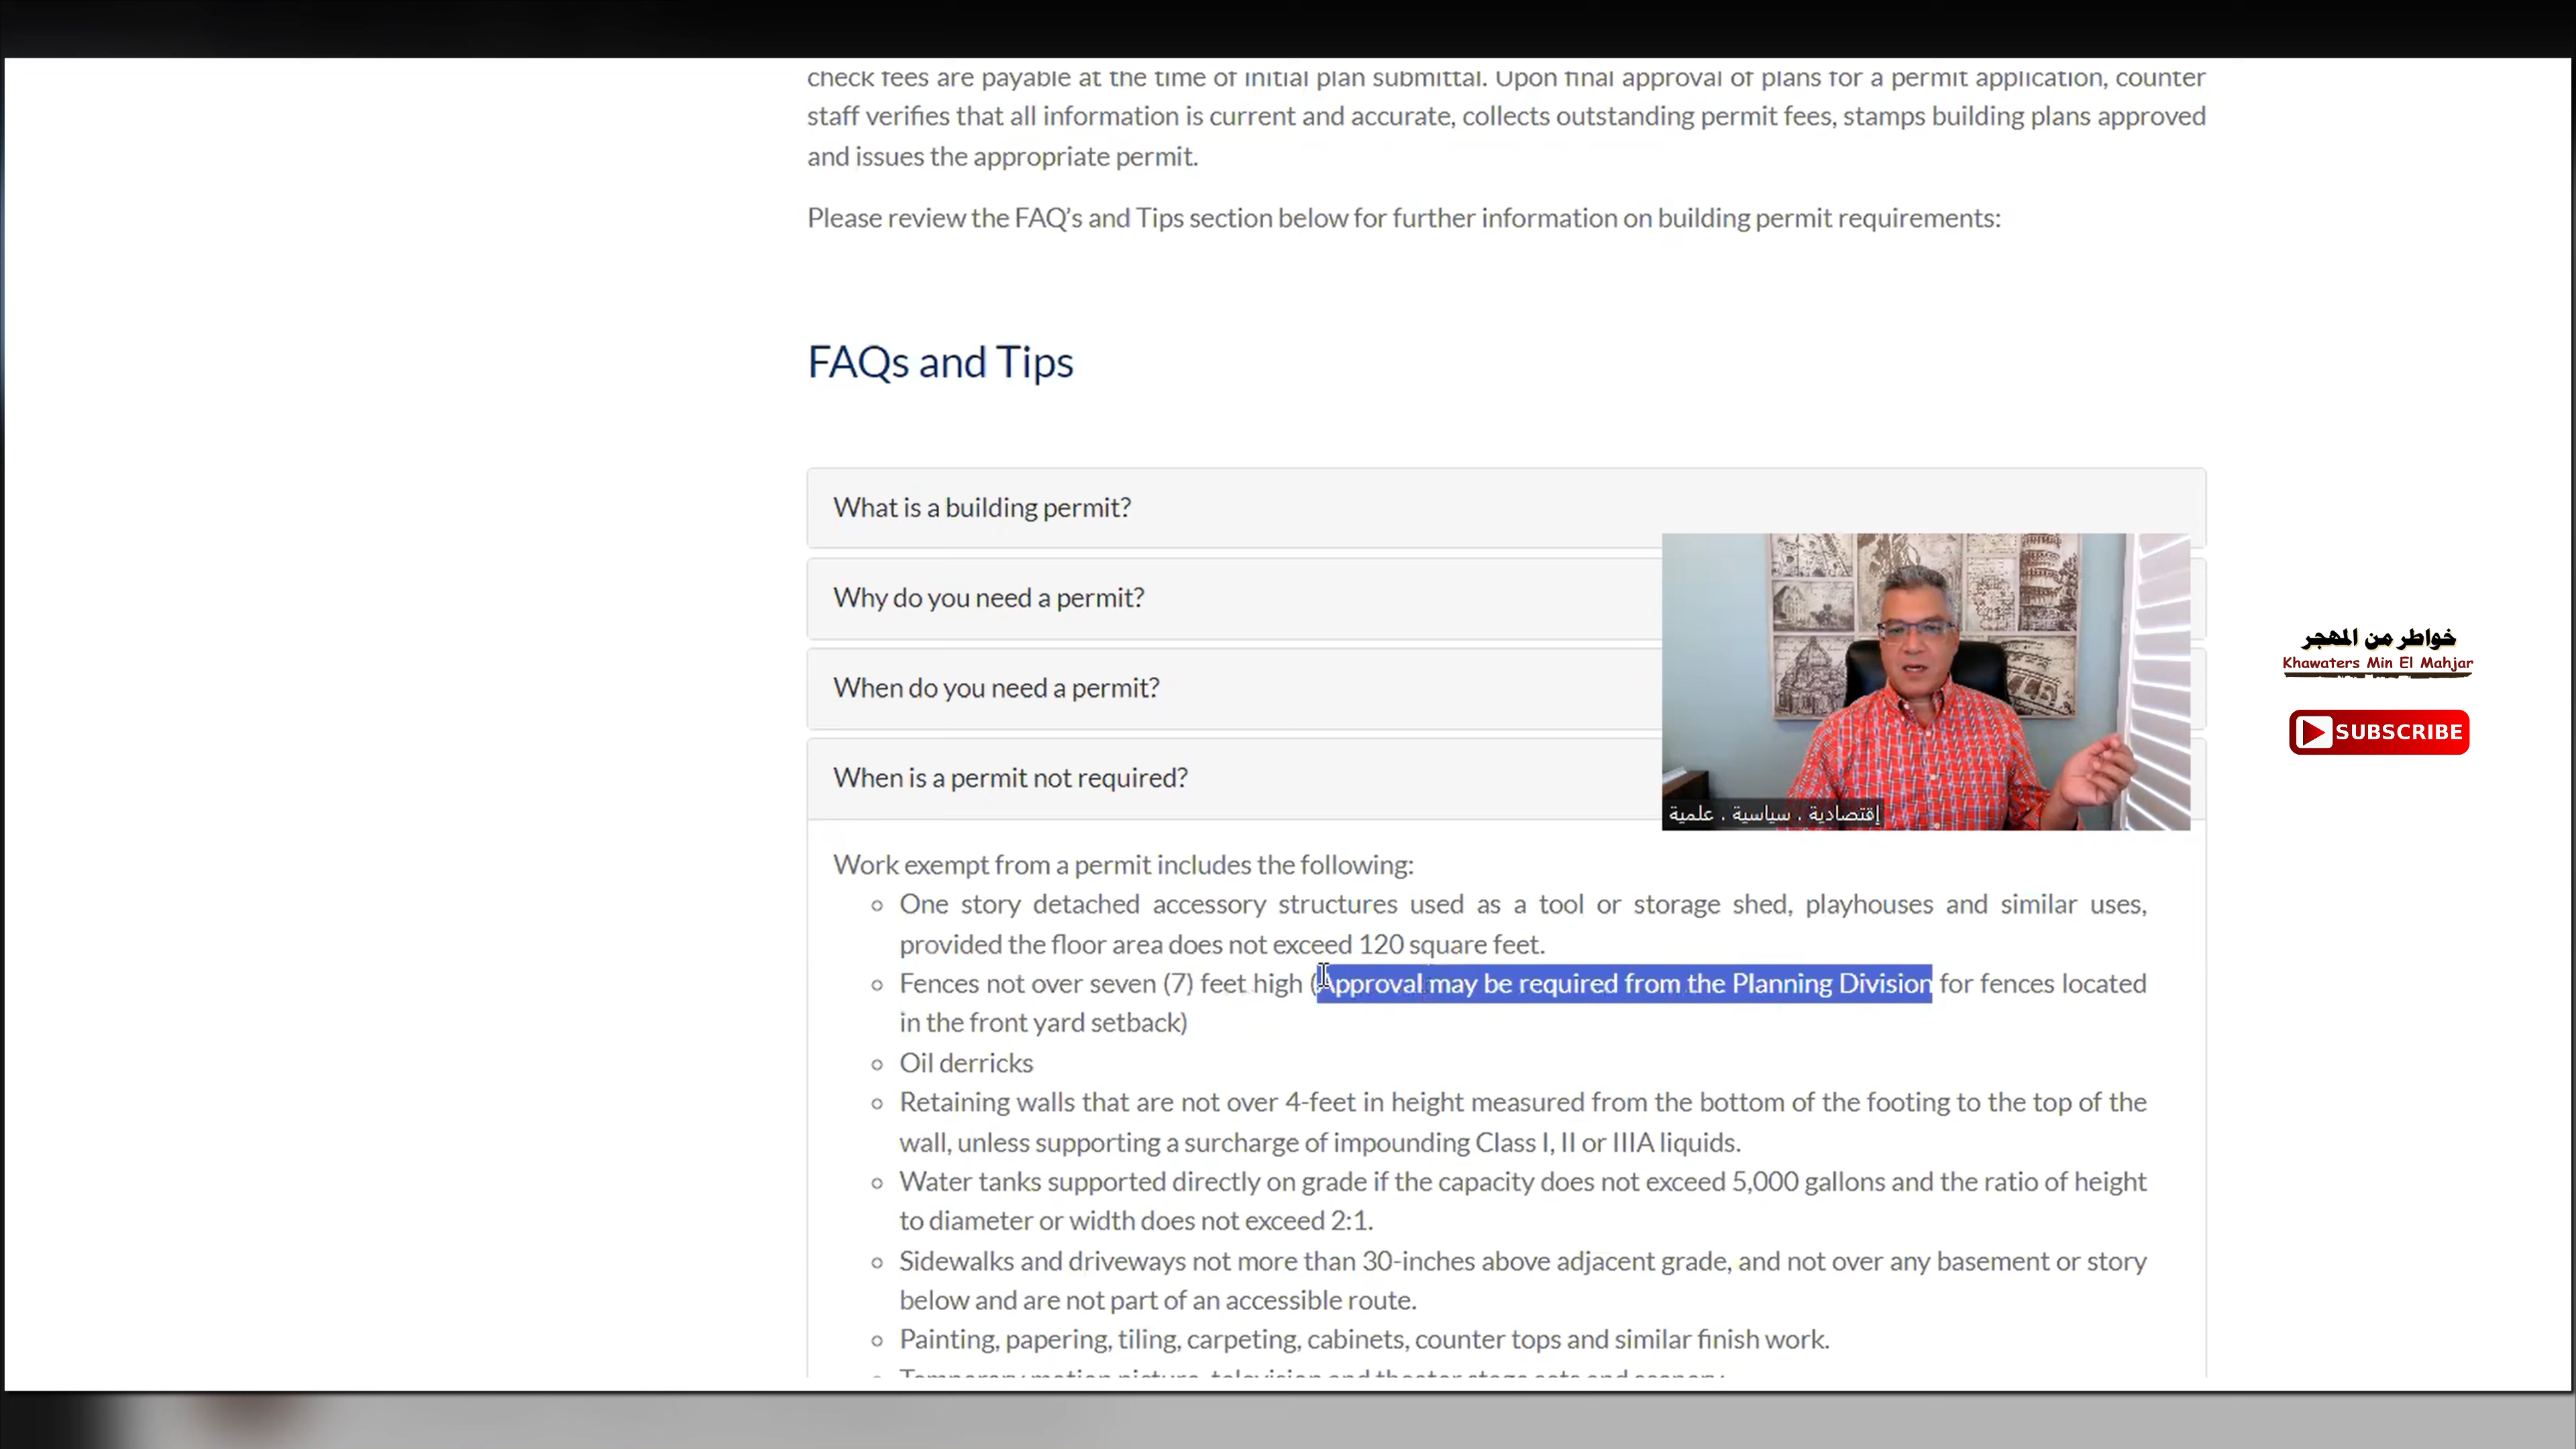 check fees are payable at the time of initial plan submittal. Upon final approval of plans for a permit application, counter
staff verifies that all information is current and accurate, collects outstanding permit fees, stamps building plans approved
and issues the appropriate permit.
Please review the FAQ’s and Tips section below for further information on building permit requirements:
FAQs and Tips
What is a building permit?
Why do you need a permit?
When do you need a permit?
When is a permit not required?
إقتصادية ، سياسية ، علمية
خواطر من المهجر
Khawaters Min El Mahjar
SUBSCRIBE
Work exempt from a permit includes the following:
One story detached accessory structures used as a tool or storage shed, playhouses and similar uses,
provided the floor area does not exceed 120 square feet.
Fences not over seven (7) feet high (Approval may be required from the Planning Division for fences located
in the front yard setback)
Oil derricks
Retaining walls that are not over 4-feet in height measured from the bottom of the footing to the top of the
wall, unless supporting a surcharge of impounding Class I, II or IIIA liquids.
Water tanks supported directly on grade if the capacity does not exceed 5,000 gallons and the ratio of height
to diameter or width does not exceed 2:1.
Sidewalks and driveways not more than 30-inches above adjacent grade, and not over any basement or story
below and are not part of an accessible route.
Painting, papering, tiling, carpeting, cabinets, counter tops and similar finish work.
Temporary motion picture, television and theater stage sets and scenery.